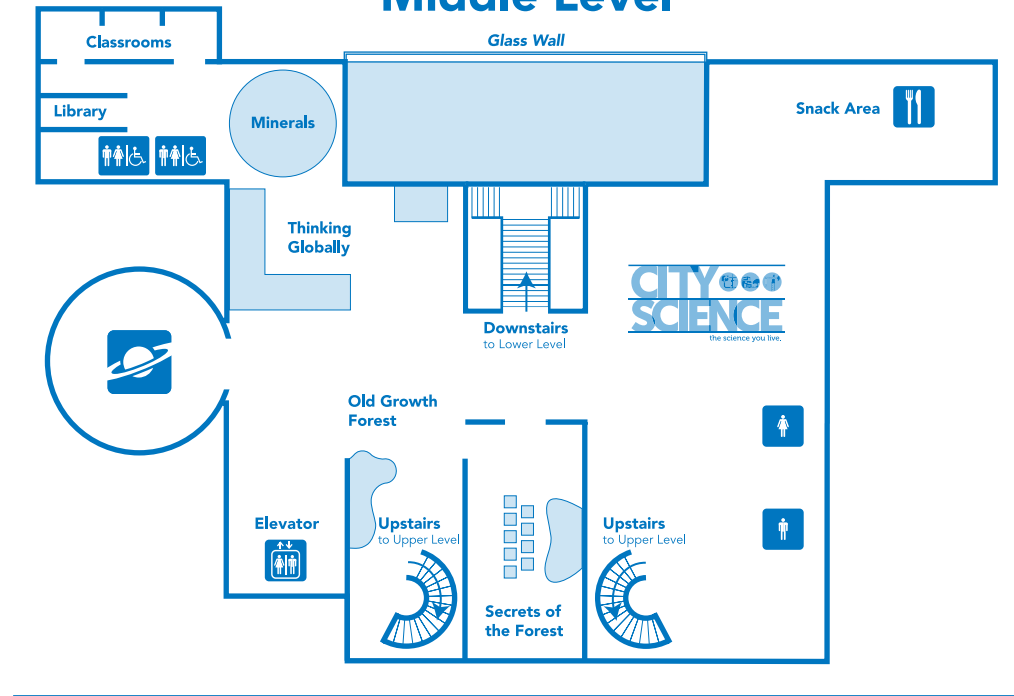 Middle Level
Glass Wall
Classrooms
Library
Minerals
Snack Area
Thinking
Globally
CITY
SCIENCE
the science you live.
Downstairs
to Lower Level
Old Growth
Forest
Elevator
Upstairs
to Upper Level
Upstairs
to Upper Level
Secrets of
the Forest